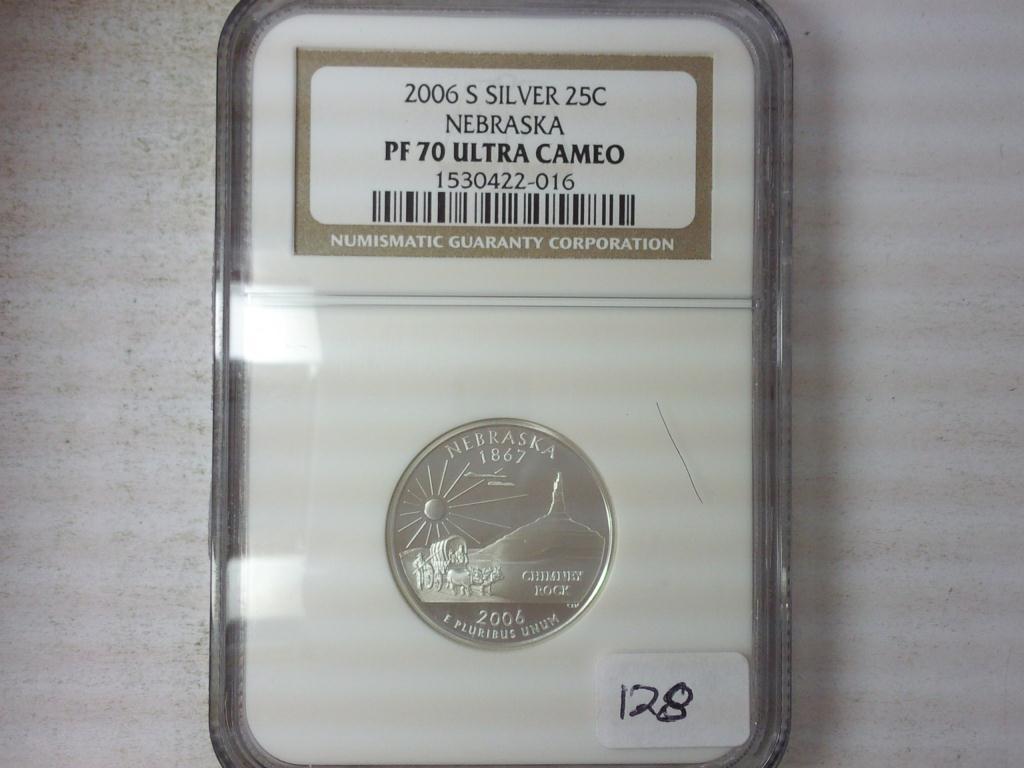 2006 S SILVER 25C
NEBRASKA
PF 70 ULTRA CAMEO
1530422-016
NUMISMATIC GUARANTY CORPORATION
NEBRASKA
1867
CHIMNEY
ROCK
2006
E PLURIBUS UNUM
128